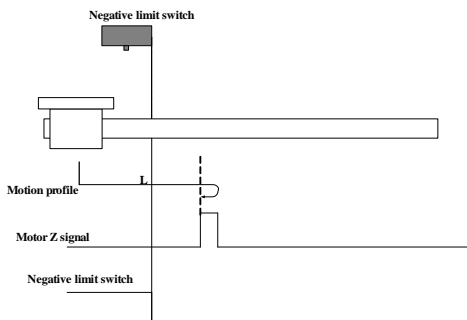 Negative limit switch
L
Motion profile
Motor Z signal
Negative limit switch